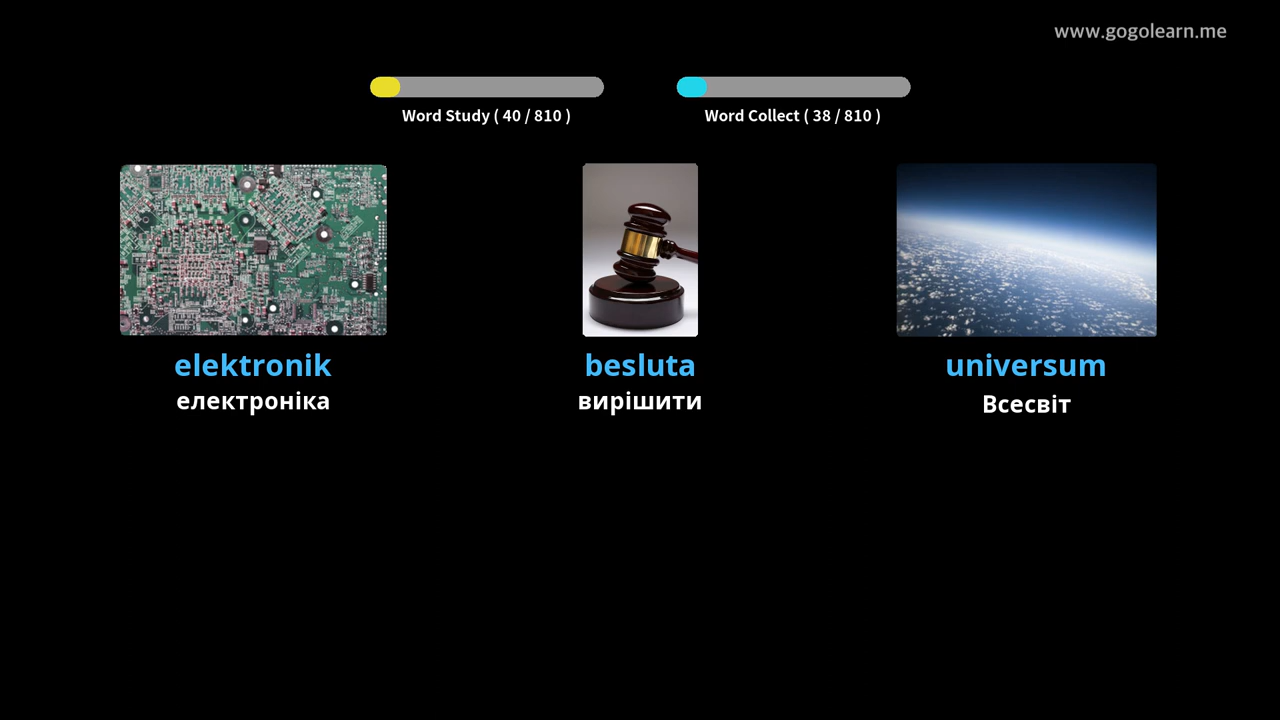 www.gogolearn.me
Word Study ( 40 / 810 )
Word Collect ( 38 / 810 )
elektronik
електроніка
besluta
вирішити
universum
Всесвіт